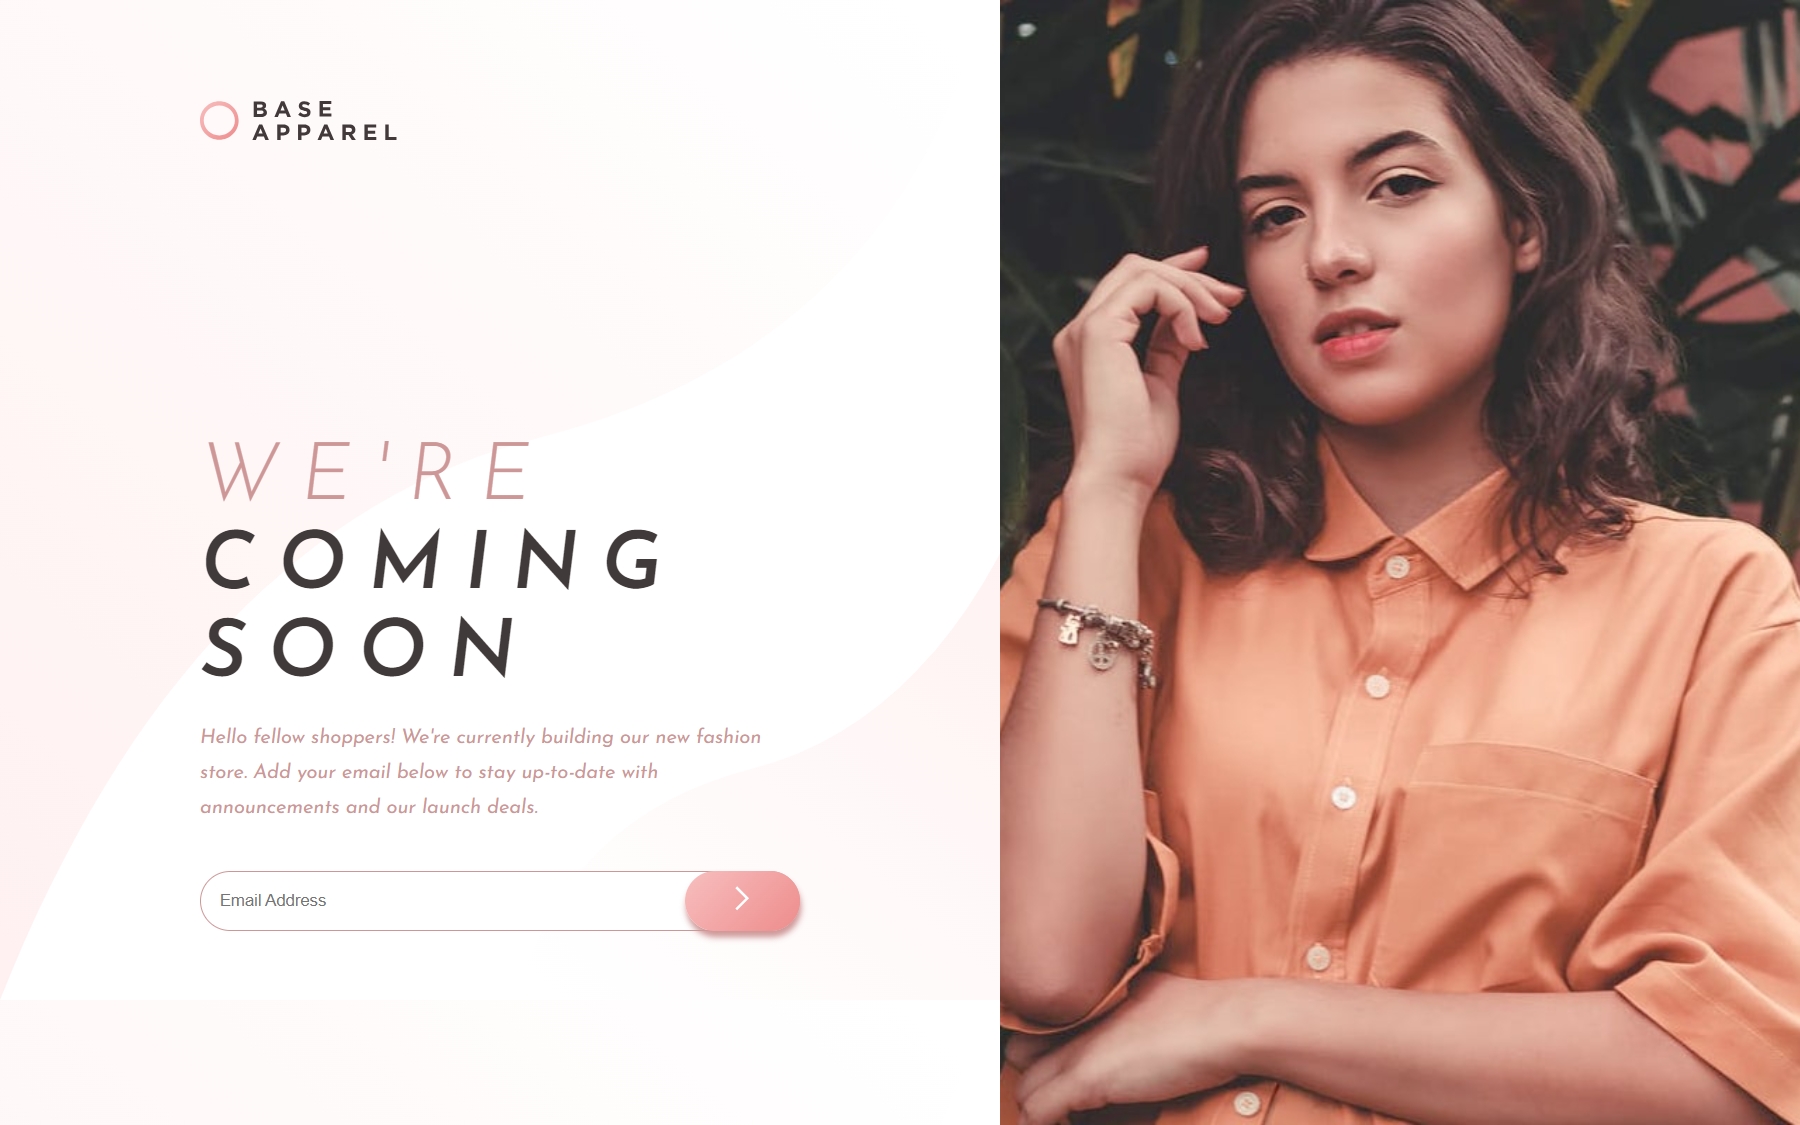 BASE
APPAREL
WE'RE
COMING
SOON
Hello fellow shoppers! We're currently building our new fashion
store. Add your email below to stay up-to-date with
announcements and our launch deals.
Email Address